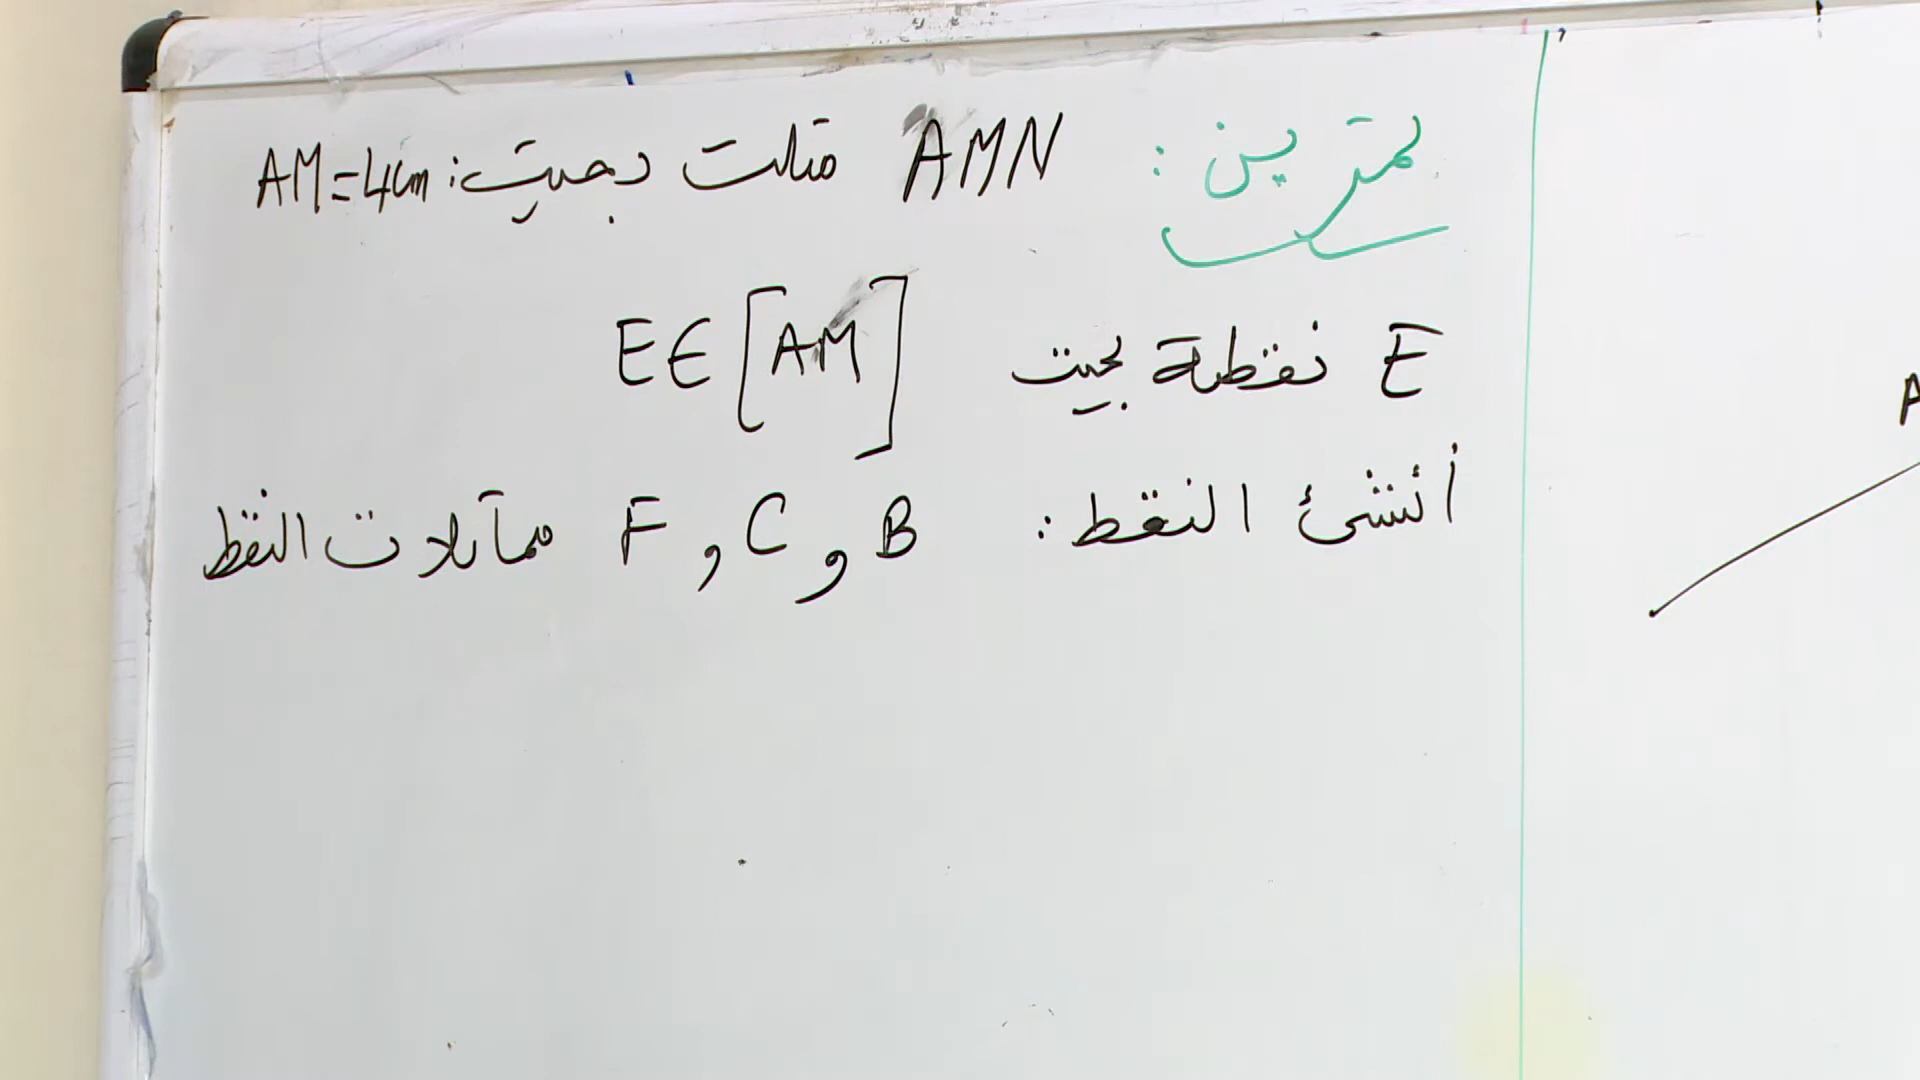 تمرين : AMN مثلث بحيث : AM=4cm
E نقطة بحيث E∈[AM]
أنشئ النقط : B و C و F مماثلات النقط
A